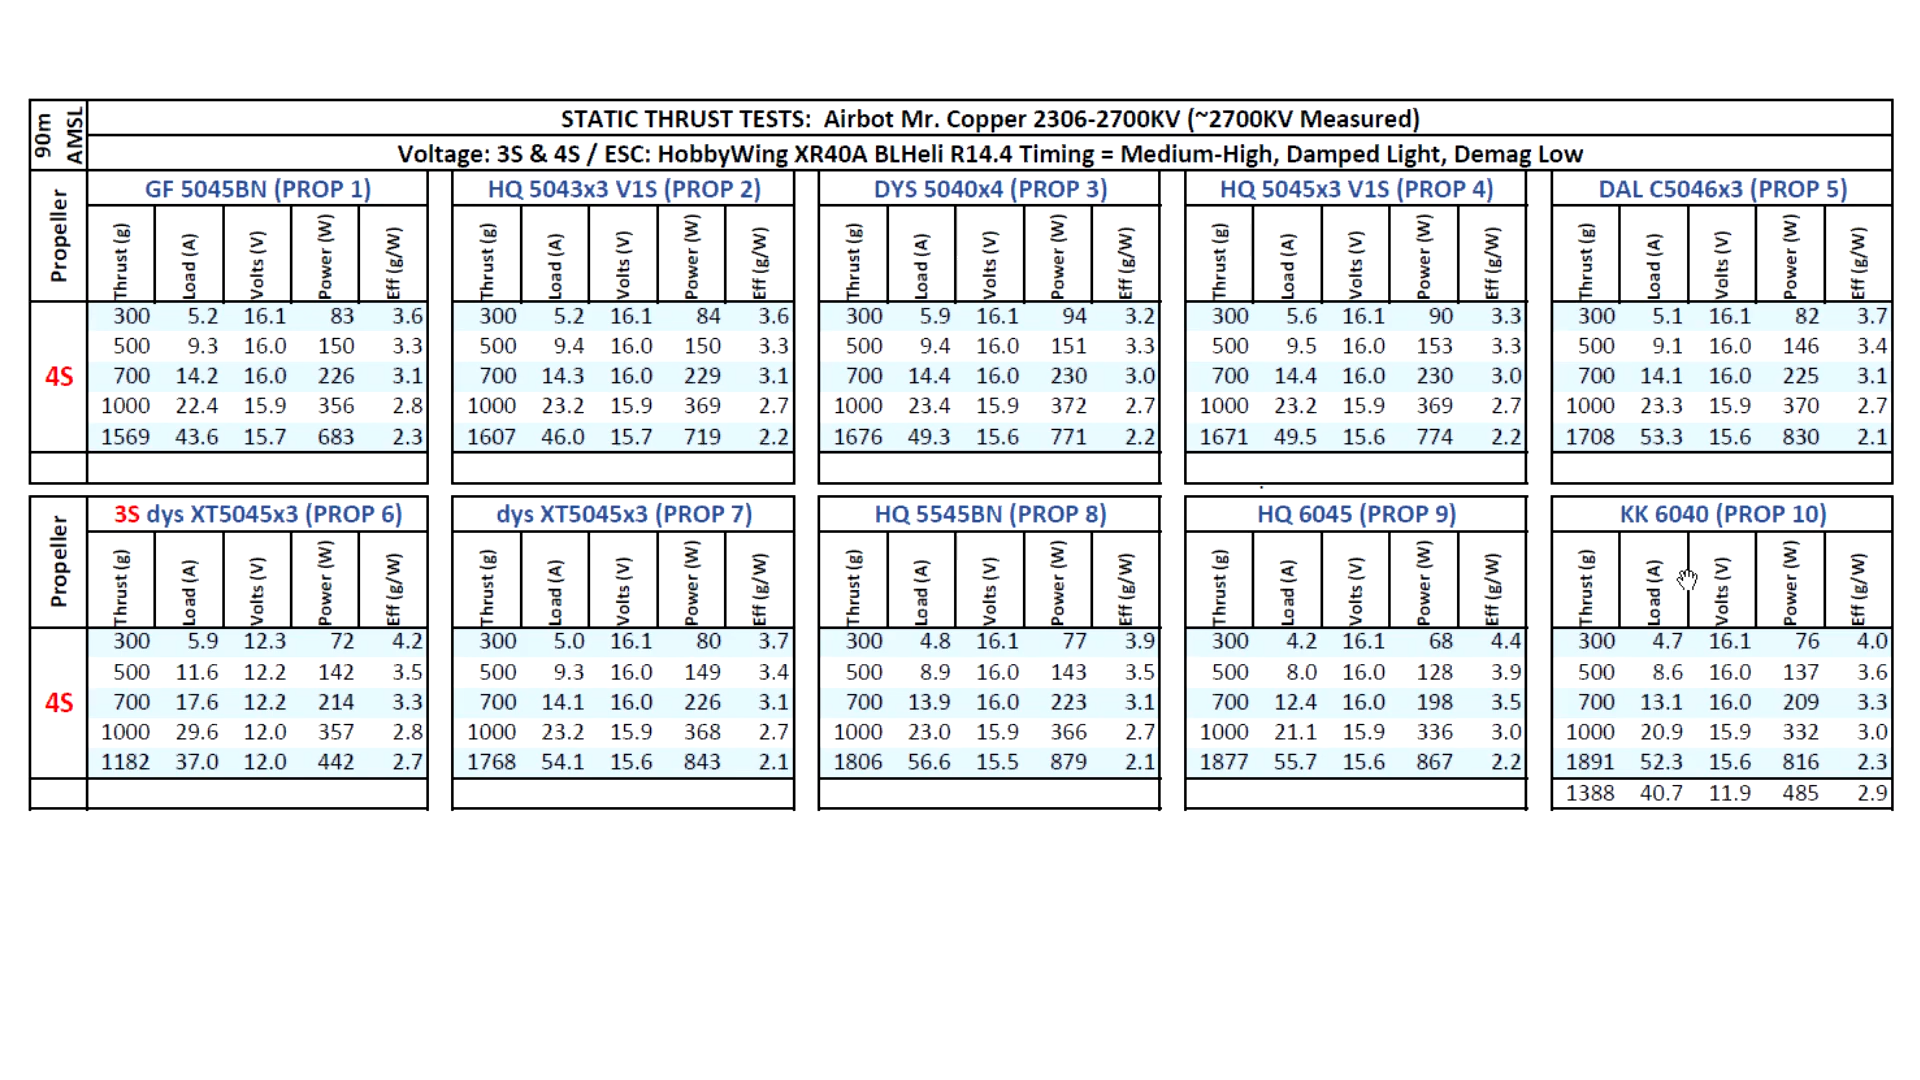 90m AMSL
STATIC THRUST TESTS: Airbot Mr. Copper 2306-2700KV (~2700KV Measured)
Voltage: 3S & 4S / ESC: HobbyWing XR40A BLHeli R14.4 Timing = Medium-High, Damped Light, Demag Low
Propeller GF 5045BN (PROP 1) HQ 5043x3 V1S (PROP 2) DYS 5040x4 (PROP 3) HQ 5045x3 V1S (PROP 4) DAL C5046x3 (PROP 5)
Thrust (g) Load (A) Volts (V) Power (W) Eff (g/W) Thrust (g) Load (A) Volts (V) Power (W) Eff (g/W) Thrust (g) Load (A) Volts (V) Power (W) Eff (g/W) Thrust (g) Load (A) Volts (V) Power (W) Eff (g/W) Thrust (g) Load (A) Volts (V) Power (W) Eff (g/W)
300 5.2 16.1 83 3.6 300 5.2 16.1 84 3.6 300 5.9 16.1 94 3.2 300 5.6 16.1 90 3.3 300 5.1 16.1 82 3.7
500 9.3 16.0 150 3.3 500 9.4 16.0 150 3.3 500 9.4 16.0 151 3.3 500 9.5 16.0 153 3.3 500 9.1 16.0 146 3.4
4S 700 14.2 16.0 226 3.1 700 14.3 16.0 229 3.1 700 14.4 16.0 230 3.0 700 14.4 16.0 230 3.0 700 14.1 16.0 225 3.1
1000 22.4 15.9 356 2.8 1000 23.2 15.9 369 2.7 1000 23.4 15.9 372 2.7 1000 23.2 15.9 369 2.7 1000 23.3 15.9 370 2.7
1569 43.6 15.7 683 2.3 1607 46.0 15.7 719 2.2 1676 49.3 15.6 771 2.2 1671 49.5 15.6 774 2.2 1708 53.3 15.6 830 2.1
Propeller 3S dys XT5045x3 (PROP 6) dys XT5045x3 (PROP 7) HQ 5545BN (PROP 8) HQ 6045 (PROP 9) KK 6040 (PROP 10)
Thrust (g) Load (A) Volts (V) Power (W) Eff (g/W) Thrust (g) Load (A) Volts (V) Power (W) Eff (g/W) Thrust (g) Load (A) Volts (V) Power (W) Eff (g/W) Thrust (g) Load (A) Volts (V) Power (W) Eff (g/W) Thrust (g) Load (A) Volts (V) Power (W) Eff (g/W)
300 5.9 12.3 72 4.2 300 5.0 16.1 80 3.7 300 4.8 16.1 77 3.9 300 4.2 16.1 68 4.4 300 4.7 16.1 76 4.0
500 11.6 12.2 142 3.5 500 9.3 16.0 149 3.4 500 8.9 16.0 143 3.5 500 8.0 16.0 128 3.9 500 8.6 16.0 137 3.6
4S 700 17.6 12.2 214 3.3 700 14.1 16.0 226 3.1 700 13.9 16.0 223 3.1 700 12.4 16.0 198 3.5 700 13.1 16.0 209 3.3
1000 29.6 12.0 357 2.8 1000 23.2 15.9 368 2.7 1000 23.0 15.9 366 2.7 1000 21.1 15.9 336 3.0 1000 20.9 15.9 332 3.0
1182 37.0 12.0 442 2.7 1768 54.1 15.6 843 2.1 1806 56.6 15.5 879 2.1 1877 55.7 15.6 867 2.2 1891 52.3 15.6 816 2.3
1388 40.7 11.9 485 2.9